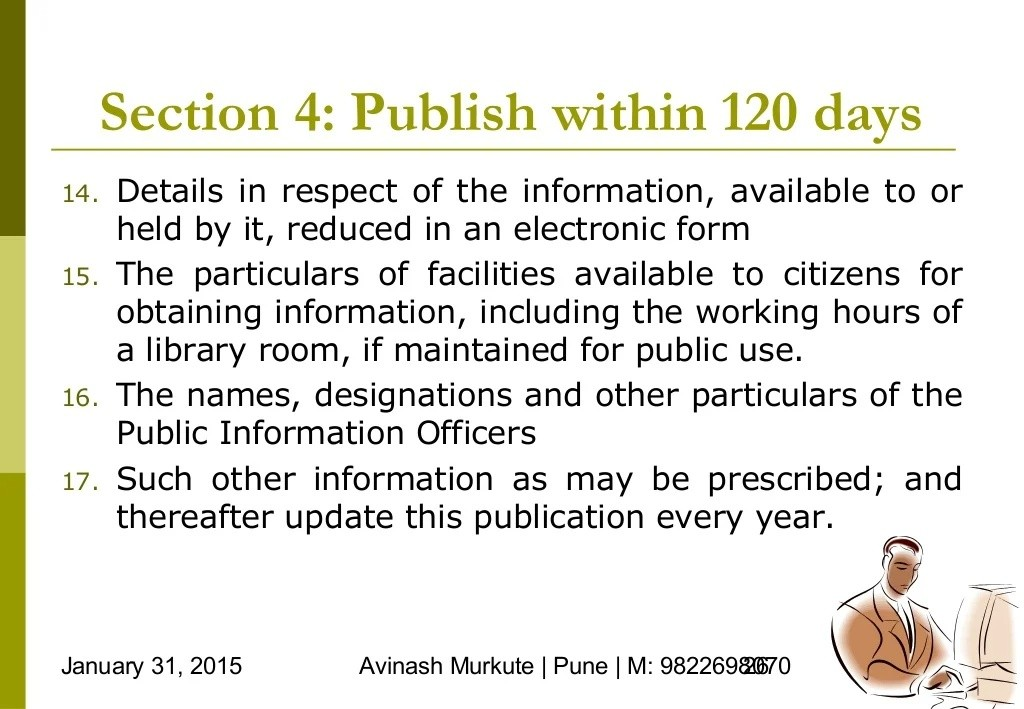 Section 4: Publish within 120 days
14. Details in respect of the information, available to or
held by it, reduced in an electronic form
15. The particulars of facilities available to citizens for
obtaining information, including the working hours of
a library room, if maintained for public use.
16. The names, designations and other particulars of the
Public Information Officers
17. Such other information as may be prescribed; and
thereafter update this publication every year.
January 31, 2015
Avinash Murkute | Pune | M: